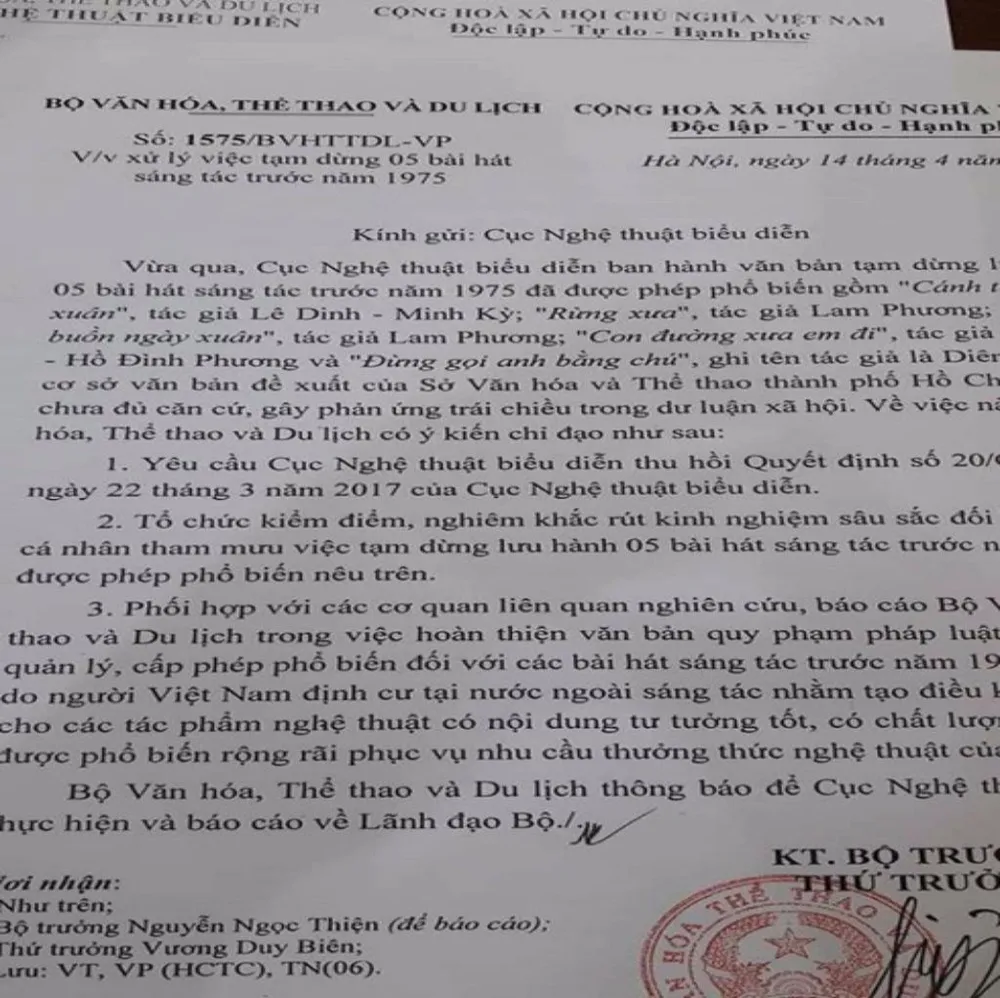 THAO VÀ DU LỊCH
HỆ THUẬT BIỂU DIỄN
CỘNG HOÀ XÃ HỘI CHỦ NGHĨA VIỆT NAM
Độc lập - Tự do - Hạnh phúc
BỘ VĂN HÓA, THỂ THAO VÀ DU LỊCH
CỘNG HOÀ XÃ HỘI CHỦ NGHĨA
Độc lập - Tự do - Hạnh
Số: 1575/BVHTTDL-VP
V/v xử lý việc tạm dừng 05 bài hát
sáng tác trước năm 1975
Hà Nội, ngày 14 tháng 4 năm
Kính gửi: Cục Nghệ thuật biểu diễn
Vừa qua, Cục Nghệ thuật biểu diễn ban hành văn bản tạm dừng
05 bài hát sáng tác trước năm 1975 đã được phép phổ biến gồm "Cánh
xuân", tác giả Lê Dinh - Minh Kỳ; "Rừng xưa", tác giả Lam Phương;
buồn ngày xuân", tác giả Lam Phương; "Con đường xưa em đi", tác giả
- Hồ Đình Phương và "Đừng gọi anh bằng chú", ghi tên tác giả là Diên
cơ sở văn bản đề xuất của Sở Văn hóa và Thể thao thành phố Hồ Ch
chưa đủ căn cứ, gây phản ứng trái chiều trong dư luận xã hội. Về việc
hóa, Thể thao và Du lịch có ý kiến chỉ đạo như sau:
1. Yêu cầu Cục Nghệ thuật biểu diễn thu hồi Quyết định số 20/
ngày 22 tháng 3 năm 2017 của Cục Nghệ thuật biểu diễn.
2. Tổ chức kiểm điểm, nghiêm khắc rút kinh nghiệm sâu sắc đối
cá nhân tham mưu việc tạm dừng lưu hành 05 bài hát sáng tác trước
được phép phổ biến nêu trên.
3. Phối hợp với các cơ quan liên quan nghiên cứu, báo cáo Bộ
thao và Du lịch trong việc hoàn thiện văn bản quy phạm pháp luật
quản lý, cấp phép phổ biến đối với các bài hát sáng tác trước năm 19
do người Việt Nam định cư tại nước ngoài sáng tác nhằm tạo điều
cho các tác phẩm nghệ thuật có nội dung tư tưởng tốt, có chất lượn
được phổ biến rộng rãi phục vụ nhu cầu thưởng thức nghệ thuật của
Bộ Văn hóa, Thể thao và Du lịch thông báo để Cục Nghệ th
hực hiện và báo cáo về Lãnh đạo Bộ./.
KT. BỘ TRƯ
THỨ TRƯỞ
ơi nhận:
Như trên;
Bộ trưởng Nguyễn Ngọc Thiện (để báo cáo);
Thứ trưởng Vương Duy Biên;
Lưu: VT, VP (HCTC), TN(06).
HÓA THỂ THAO